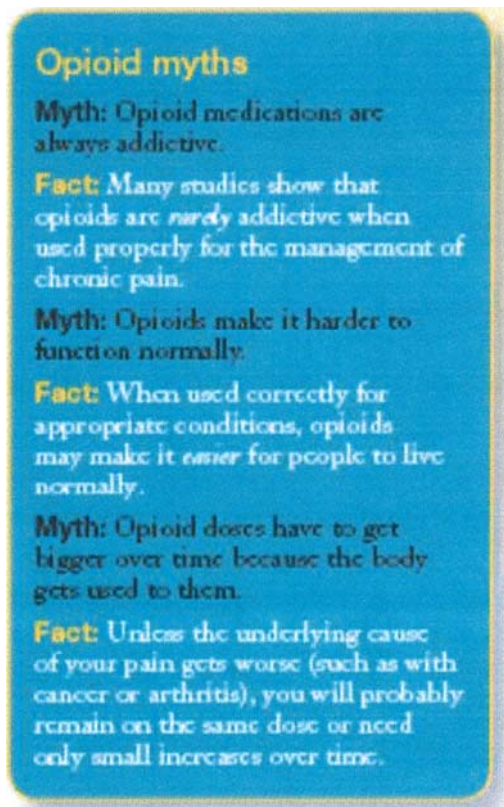 Opioid myths
Myth: Opioid medications are
always addictive.
Fact: Many studies show that
opioids are rarely addictive when
used properly for the management of
chronic pain.
Myth: Opioids make it harder to
function normally.
Fact: When used correctly for
appropriate conditions, opioids
may make it easier for people to live
normally.
Myth: Opioid doses have to get
bigger over time because the body
gets used to them.
Fact: Unless the underlying cause
of your pain gets worse (such as with
cancer or arthritis), you will probably
remain on the same dose or need
only small increases over time.